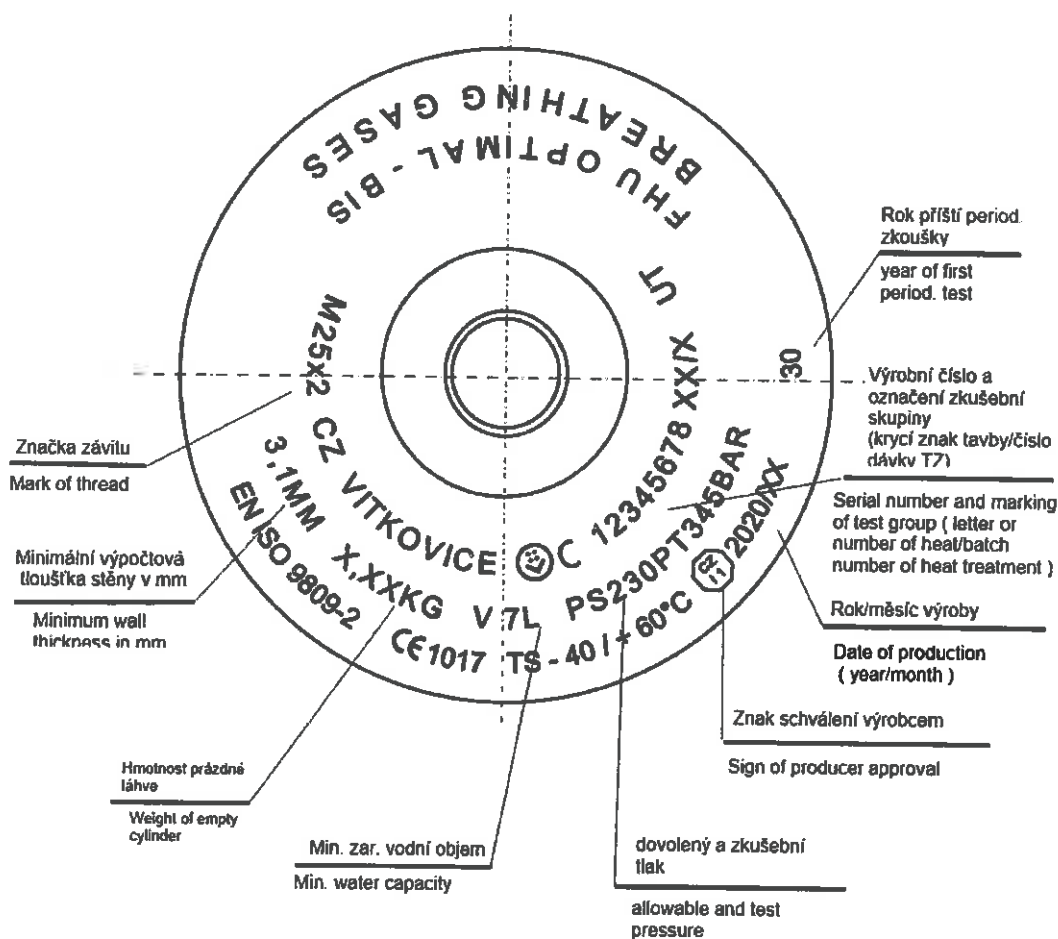 BREATHING GASES
FHU OPTIMAL - BIS
UT
M25x2 CZ VITKOVICE C 12345678 XX/X
3,1MM X,XXKG V 7L PS230PT345BAR
EN ISO 9809-2 CE1017 TS - 40 / + 60°C CZ 11 2020/XX
30
Rok příští period.
zkoušky
year of first
period. test
Výrobní číslo a
označení zkušební
skupiny
(krycí znak tavby/číslo
dávky TZ)
Serial number and marking
of test group ( letter or
number of heat/batch
number of heat treatment )
Rok/měsíc výroby
Date of production
( year/month )
Znak schválení výrobcem
Sign of producer approval
dovolený a zkušební
tlak
allowable and test
pressure
Min. zar. vodní objem
Min. water capacity
Hmotnost prázdné
láhve
Weight of empty
cylinder
Minimální výpočtová
tloušťka stěny v mm
Minimum wall
thickness in mm
Značka závitu
Mark of thread